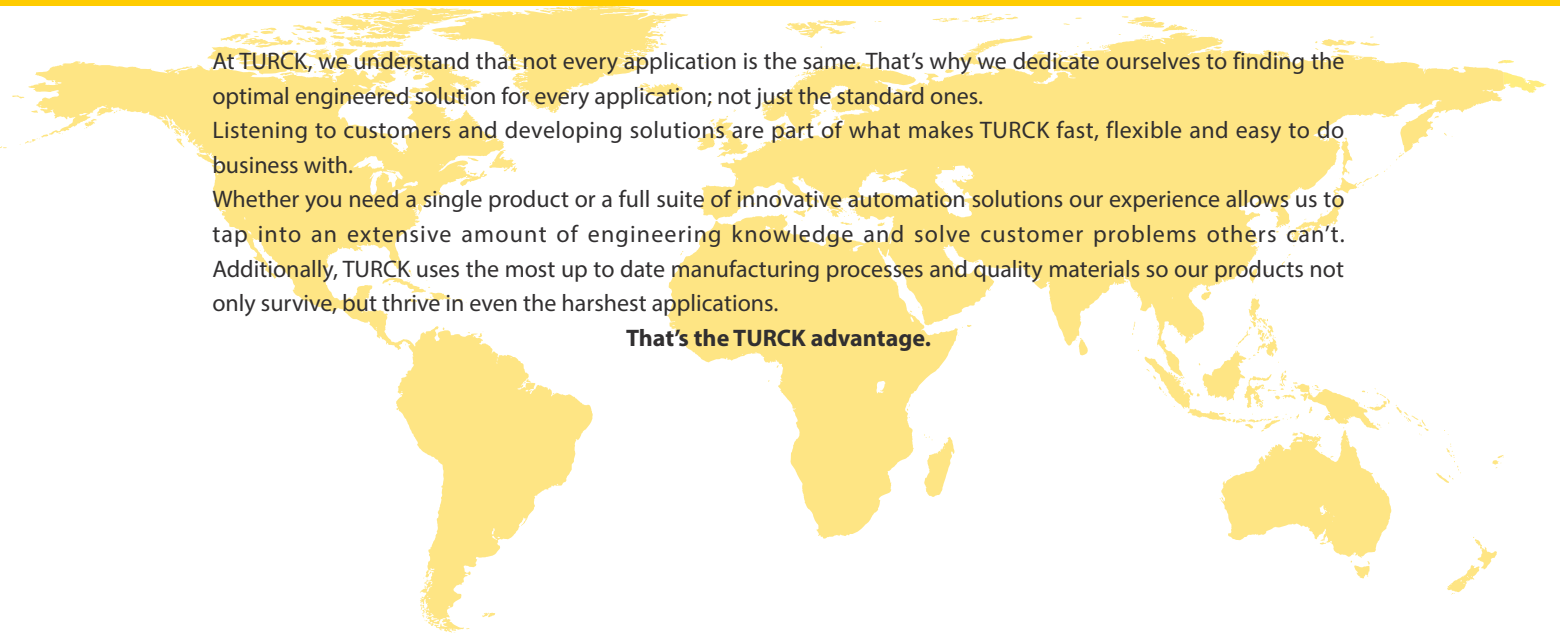 At TURCK, we understand that not every application is the same. That’s why we dedicate ourselves to finding the
optimal engineered solution for every application; not just the standard ones.
Listening to customers and developing solutions are part of what makes TURCK fast, flexible and easy to do
business with.
Whether you need a single product or a full suite of innovative automation solutions our experience allows us to
tap into an extensive amount of engineering knowledge and solve customer problems others can’t.
Additionally, TURCK uses the most up to date manufacturing processes and quality materials so our products not
only survive, but thrive in even the harshest applications.
That’s the TURCK advantage.